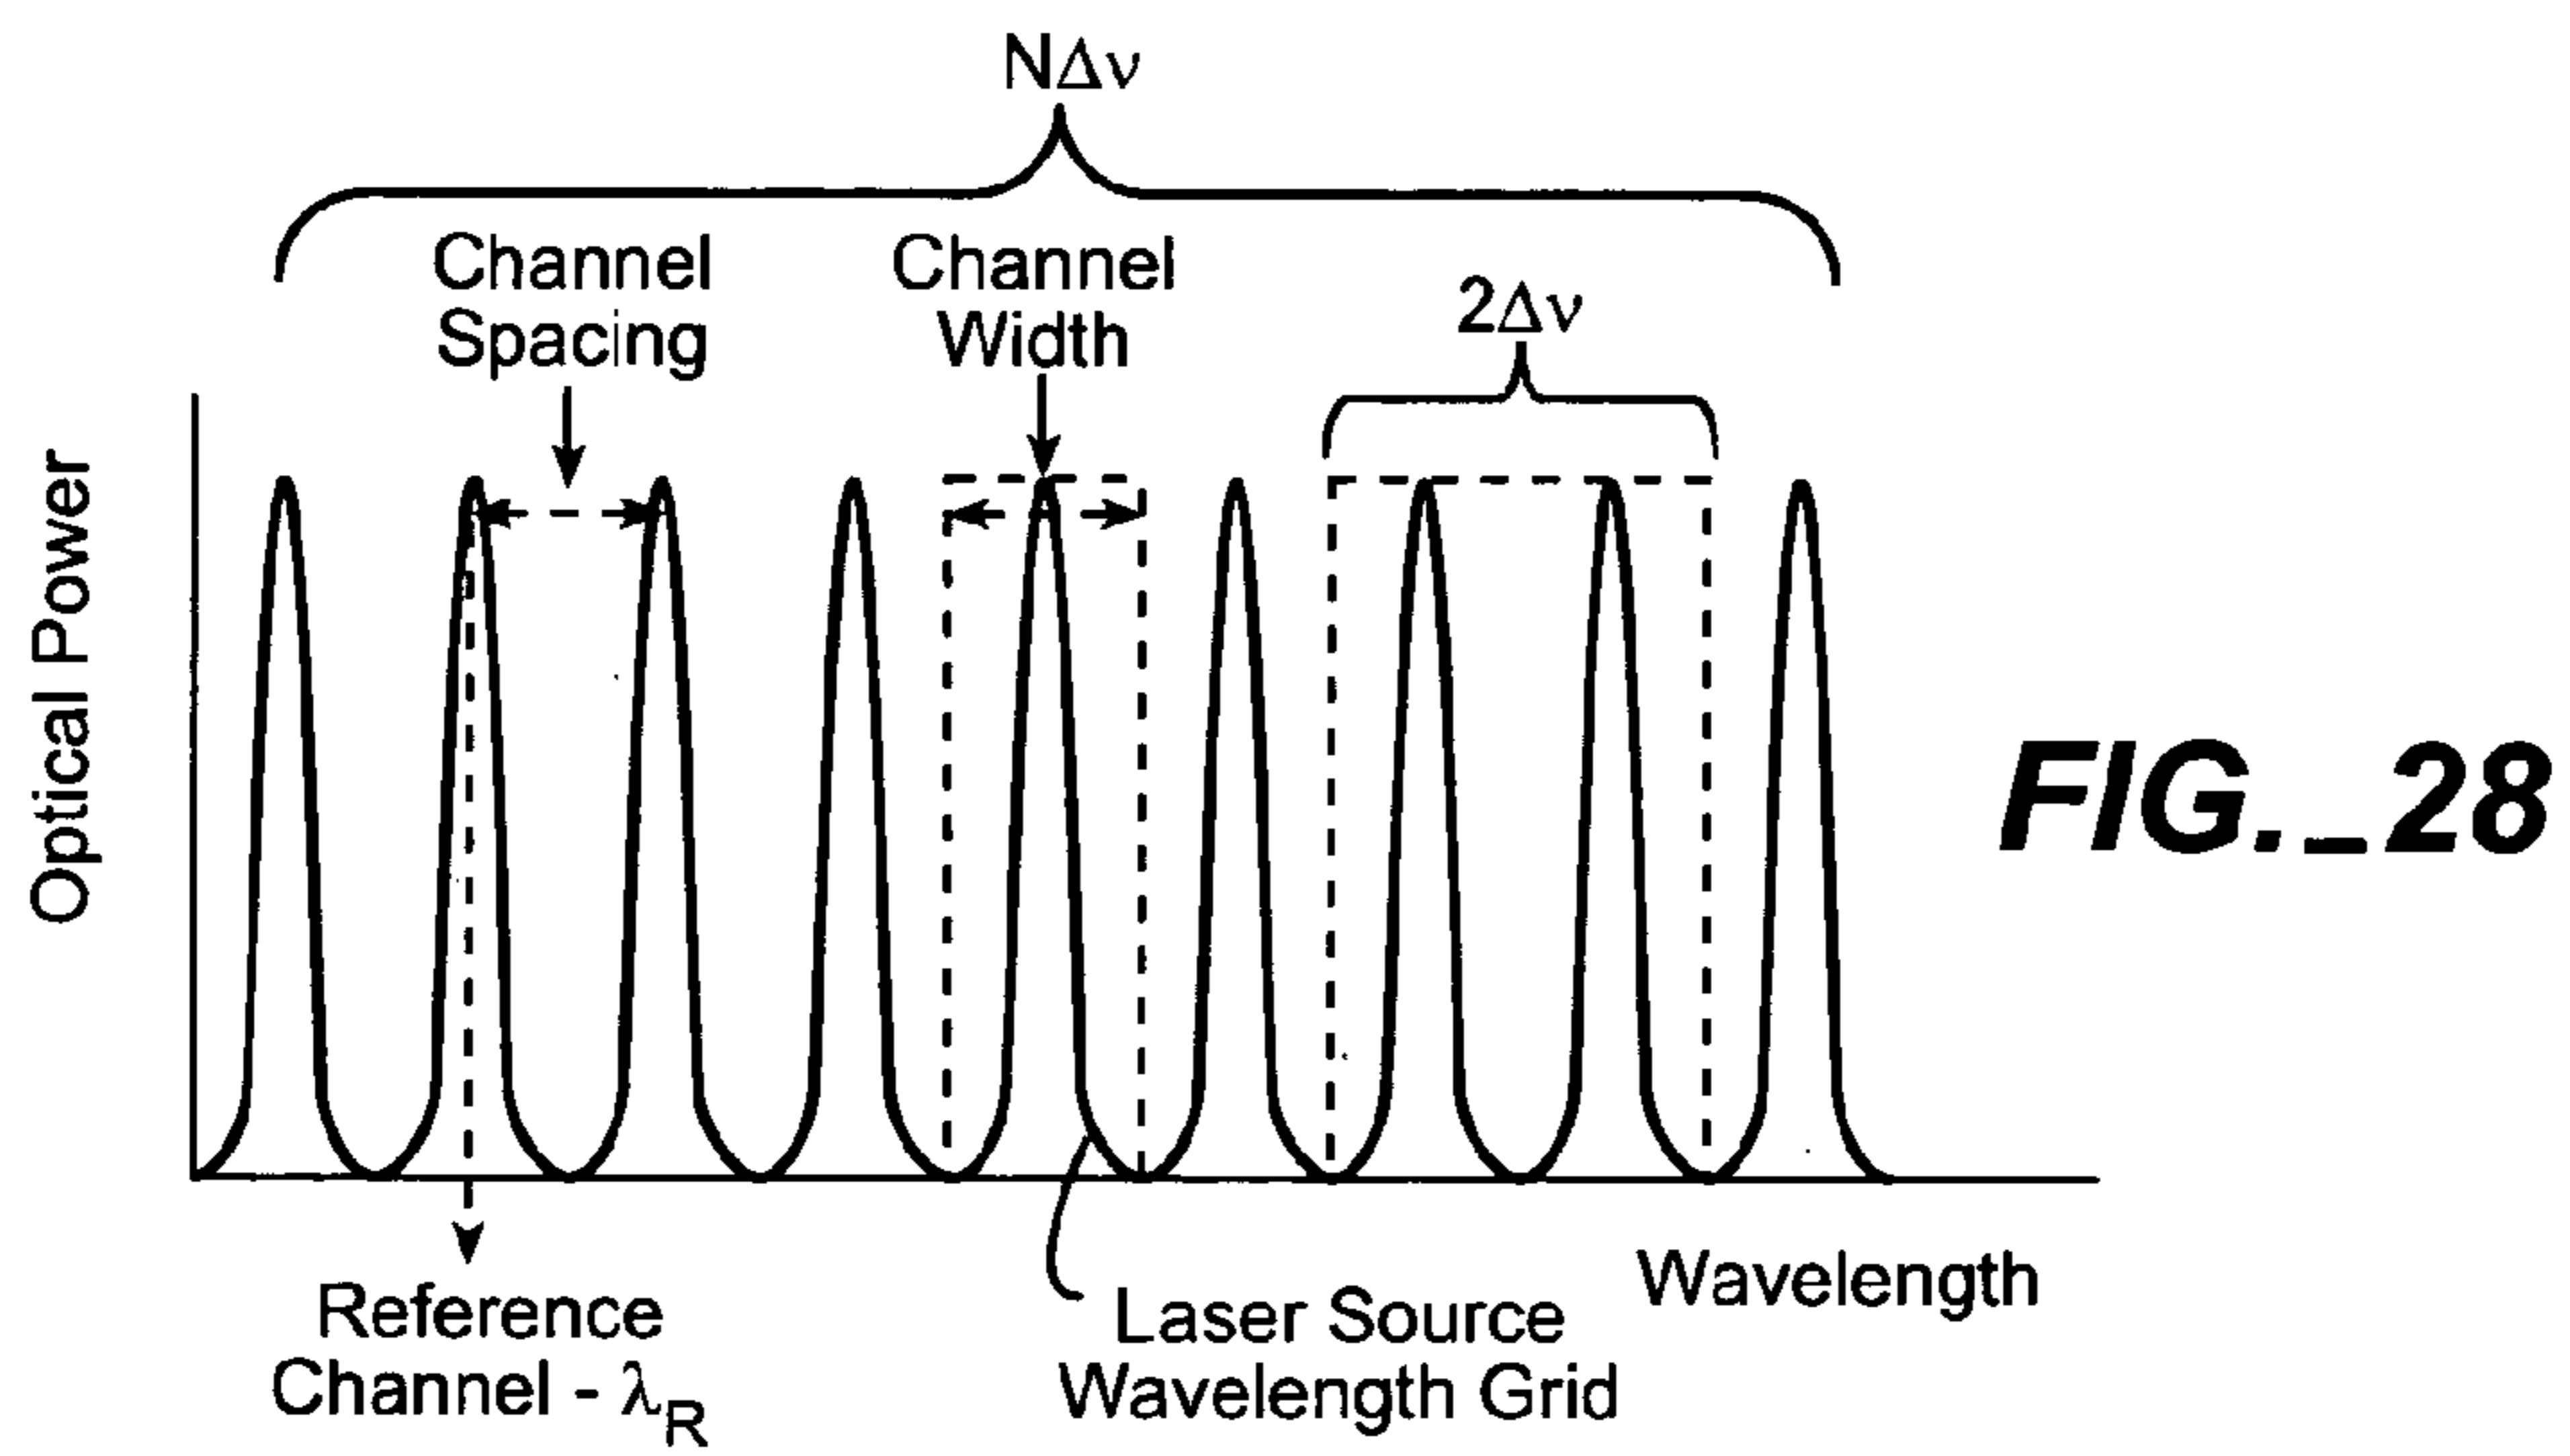 NΔν
Channel
Spacing
Channel
Width
2Δν
Optical Power
FIG._28
Wavelength
Reference
Channel - λR
Laser Source
Wavelength Grid